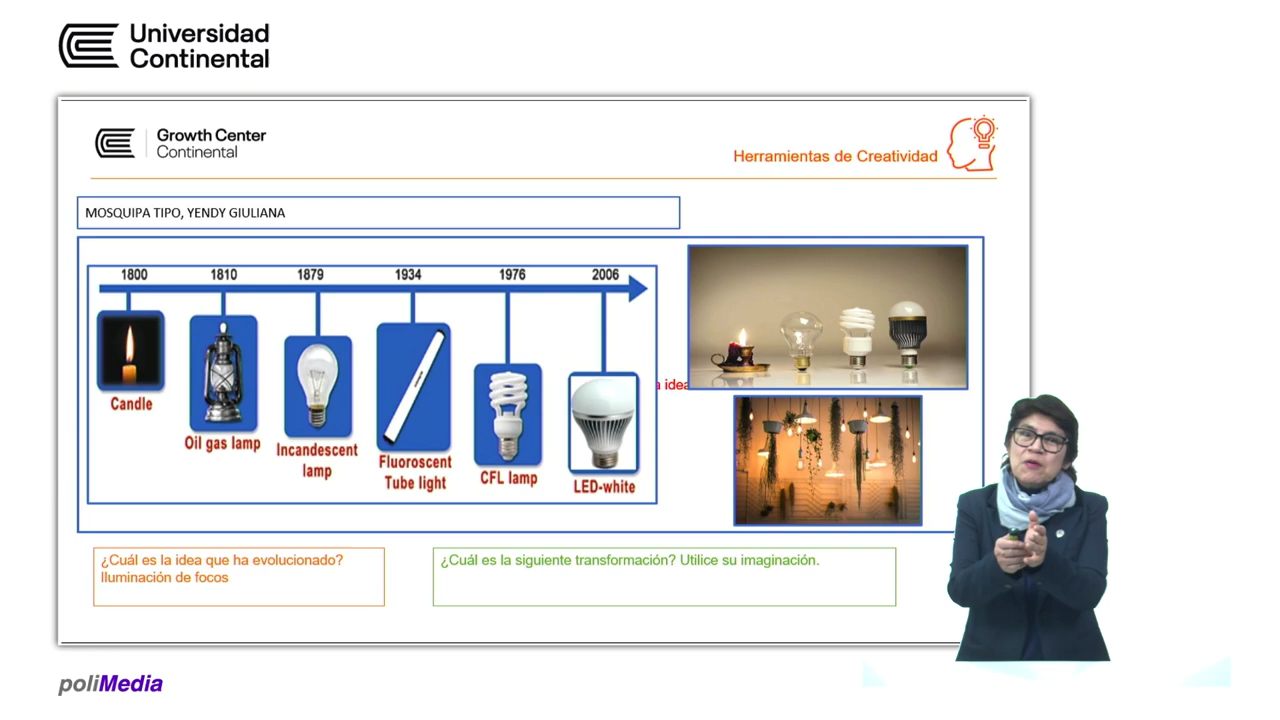 Universidad
Continental
Growth Center
Continental
Herramientas de Creatividad
MOSQUIPA TIPO, YENDY GIULIANA
1800 1810 1879 1934 1976 2006
Candle
Oil gas lamp
Incandescent
lamp
Fluoroscent
Tube light
CFL lamp
LED-white
a idea
¿Cuál es la idea que ha evolucionado?
Iluminación de focos
¿Cuál es la siguiente transformación? Utilice su imaginación.
poliMedia